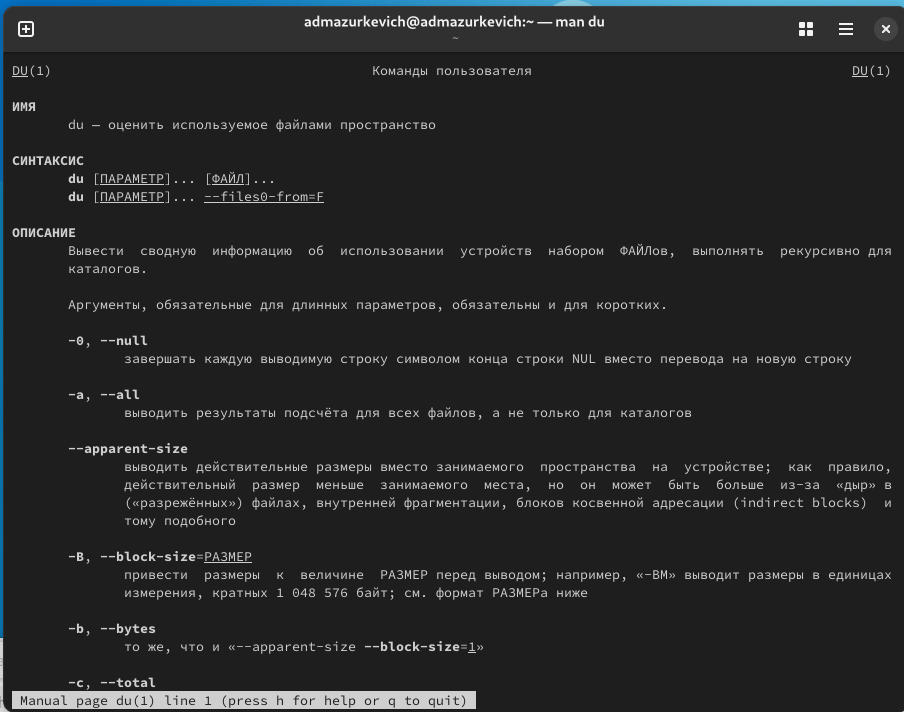 admazurkevich@admazurkevich:~ — man du
~
DU(1) Команды пользователя DU(1)
ИМЯ
du — оценить используемое файлами пространство
СИНТАКСИС
du [ПАРАМЕТР]... [ФАЙЛ]...
du [ПАРАМЕТР]... --files0-from=F
ОПИСАНИЕ
Вывести сводную информацию об использовании устройств набором ФАЙЛов, выполнять рекурсивно для
каталогов.
Аргументы, обязательные для длинных параметров, обязательны и для коротких.
-0, --null
завершать каждую выводимую строку символом конца строки NUL вместо перевода на новую строку
-a, --all
выводить результаты подсчёта для всех файлов, а не только для каталогов
--apparent-size
выводить действительные размеры вместо занимаемого пространства на устройстве; как правило,
действительный размер меньше занимаемого места, но он может быть больше из-за «дыр» в
(«разрежённых») файлах, внутренней фрагментации, блоков косвенной адресации (indirect blocks) и
тому подобного
-B, --block-size=РАЗМЕР
привести размеры к величине РАЗМЕР перед выводом; например, «-BM» выводит размеры в единицах
измерения, кратных 1 048 576 байт; см. формат РАЗМЕРа ниже
-b, --bytes
то же, что и «--apparent-size --block-size=1»
-c, --total
Manual page du(1) line 1 (press h for help or q to quit)